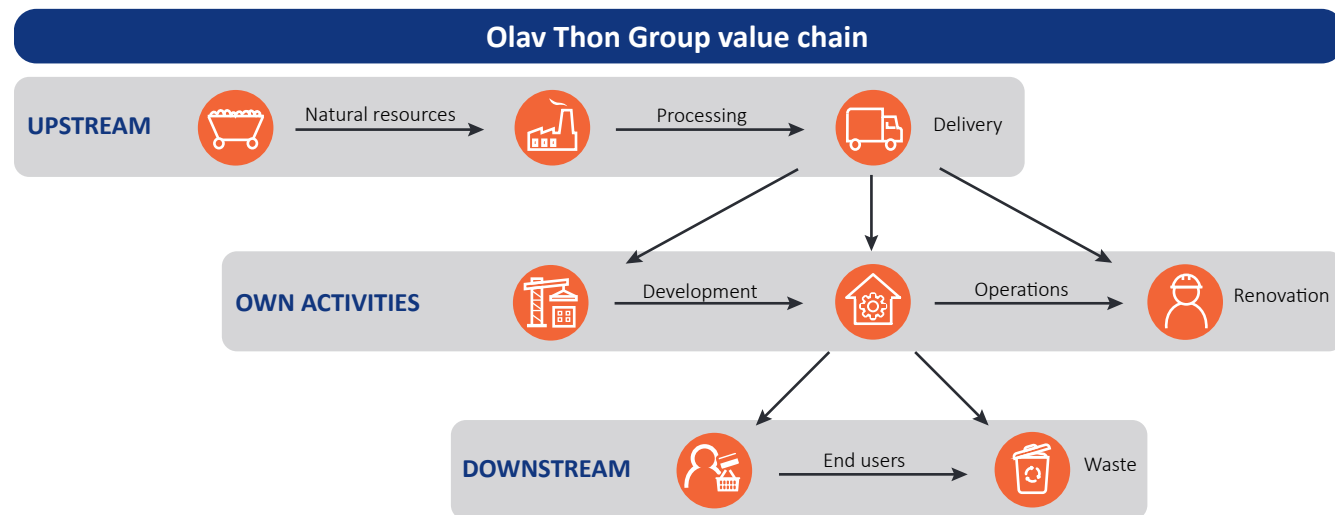 Olav Thon Group value chain
UPSTREAM
Natural resources
Processing
Delivery
OWN ACTIVITIES
Development
Operations
Renovation
DOWNSTREAM
End users
Waste